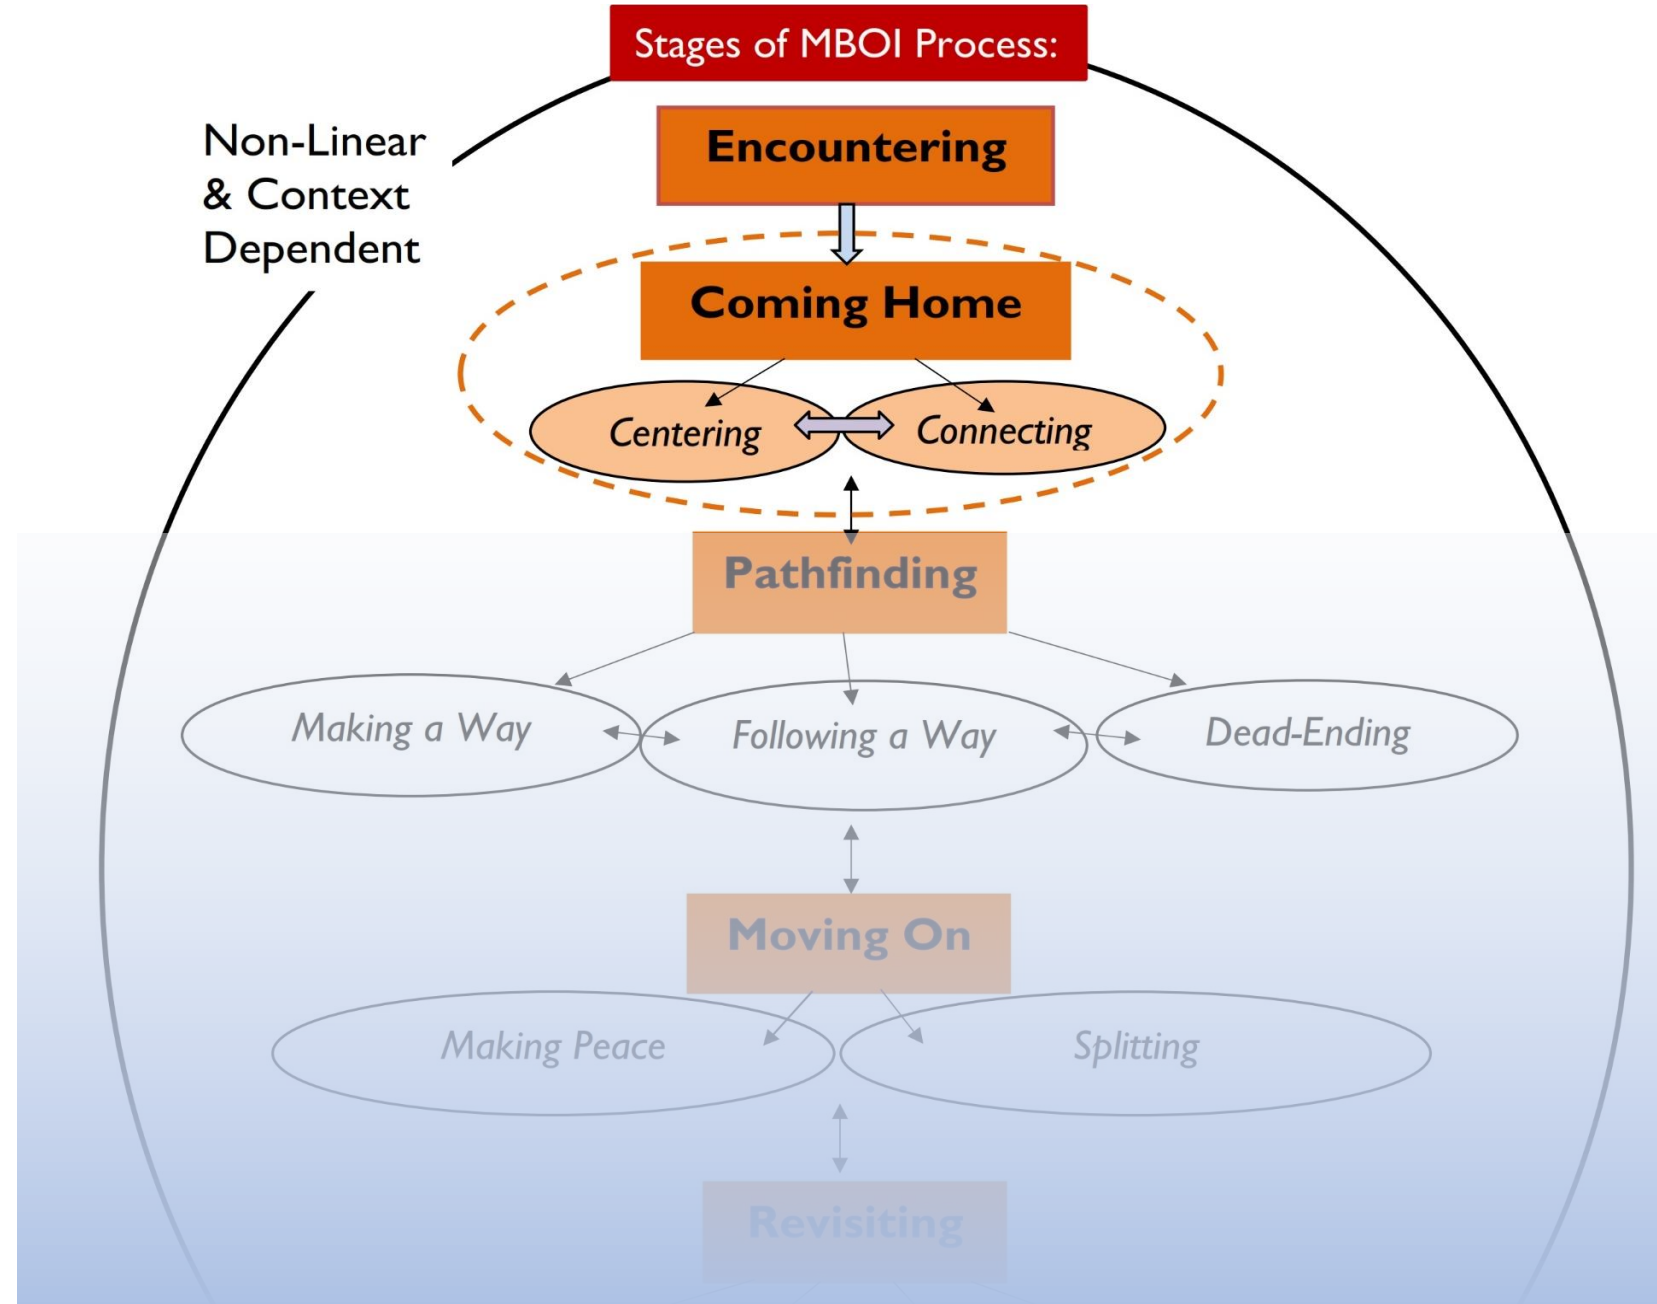 Stages of MBOI Process:
Non-Linear
& Context
Dependent
Encountering
Coming Home
Centering
Connecting
Pathfinding
Making a Way
Following a Way
Dead-Ending
Moving On
Making Peace
Splitting
Revisiting